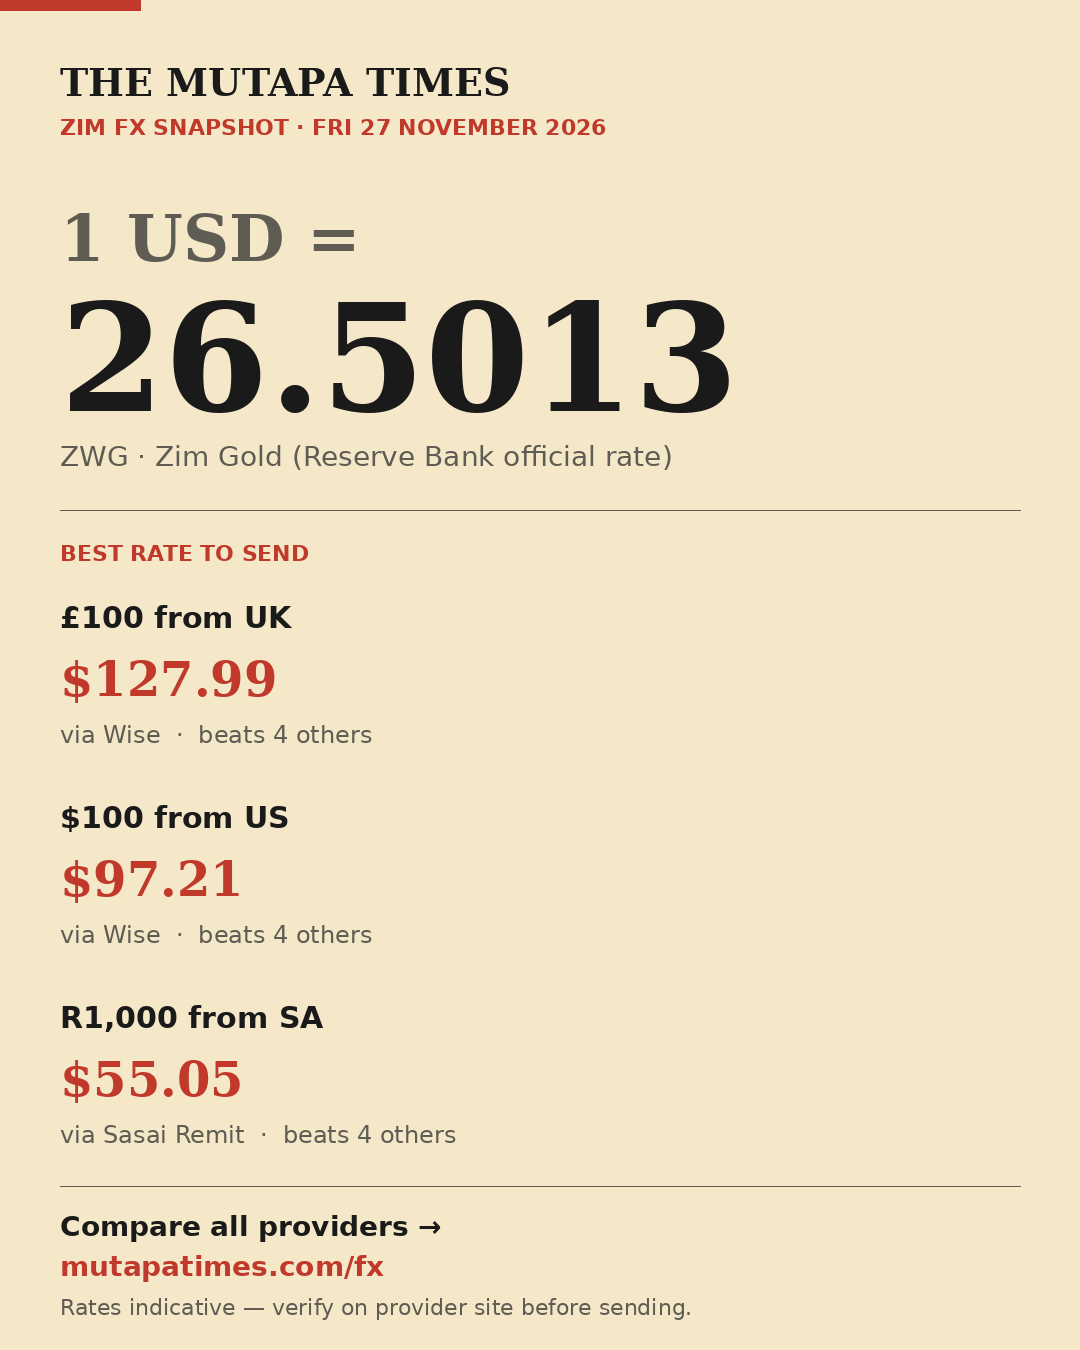 THE MUTAPA TIMES
ZIM FX SNAPSHOT · FRI 27 NOVEMBER 2026
1 USD =
26.5013
ZWG · Zim Gold (Reserve Bank official rate)
BEST RATE TO SEND
£100 from UK
$127.99
via Wise · beats 4 others
$100 from US
$97.21
via Wise · beats 4 others
R1,000 from SA
$55.05
via Sasai Remit · beats 4 others
Compare all providers →
mutapatimes.com/fx
Rates indicative — verify on provider site before sending.